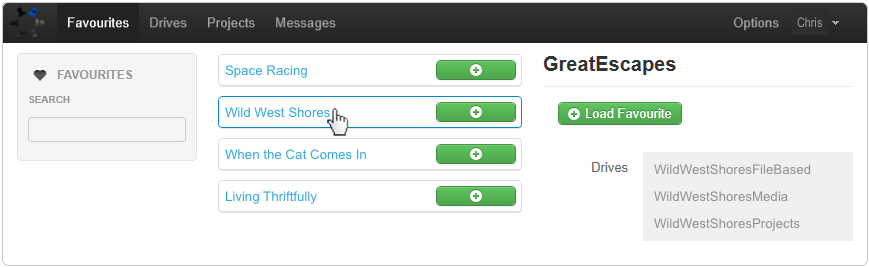 Favourites Drives Projects Messages Options Chris
FAVOURITES
SEARCH
Space Racing
Wild West Shores
When the Cat Comes In
Living Thriftfully
GreatEscapes
Load Favourite
Drives
WildWestShoresFileBased
WildWestShoresMedia
WildWestShoresProjects